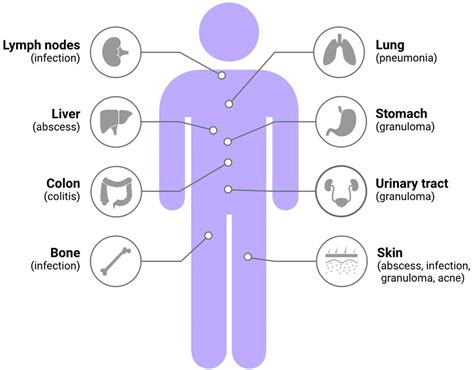 Lymph nodes
(infection)
Lung
(pneumonia)
Liver
(abscess)
Stomach
(granuloma)
Colon
(colitis)
Urinary tract
(granuloma)
Bone
(infection)
Skin
(abscess, infection,
granuloma, acne)